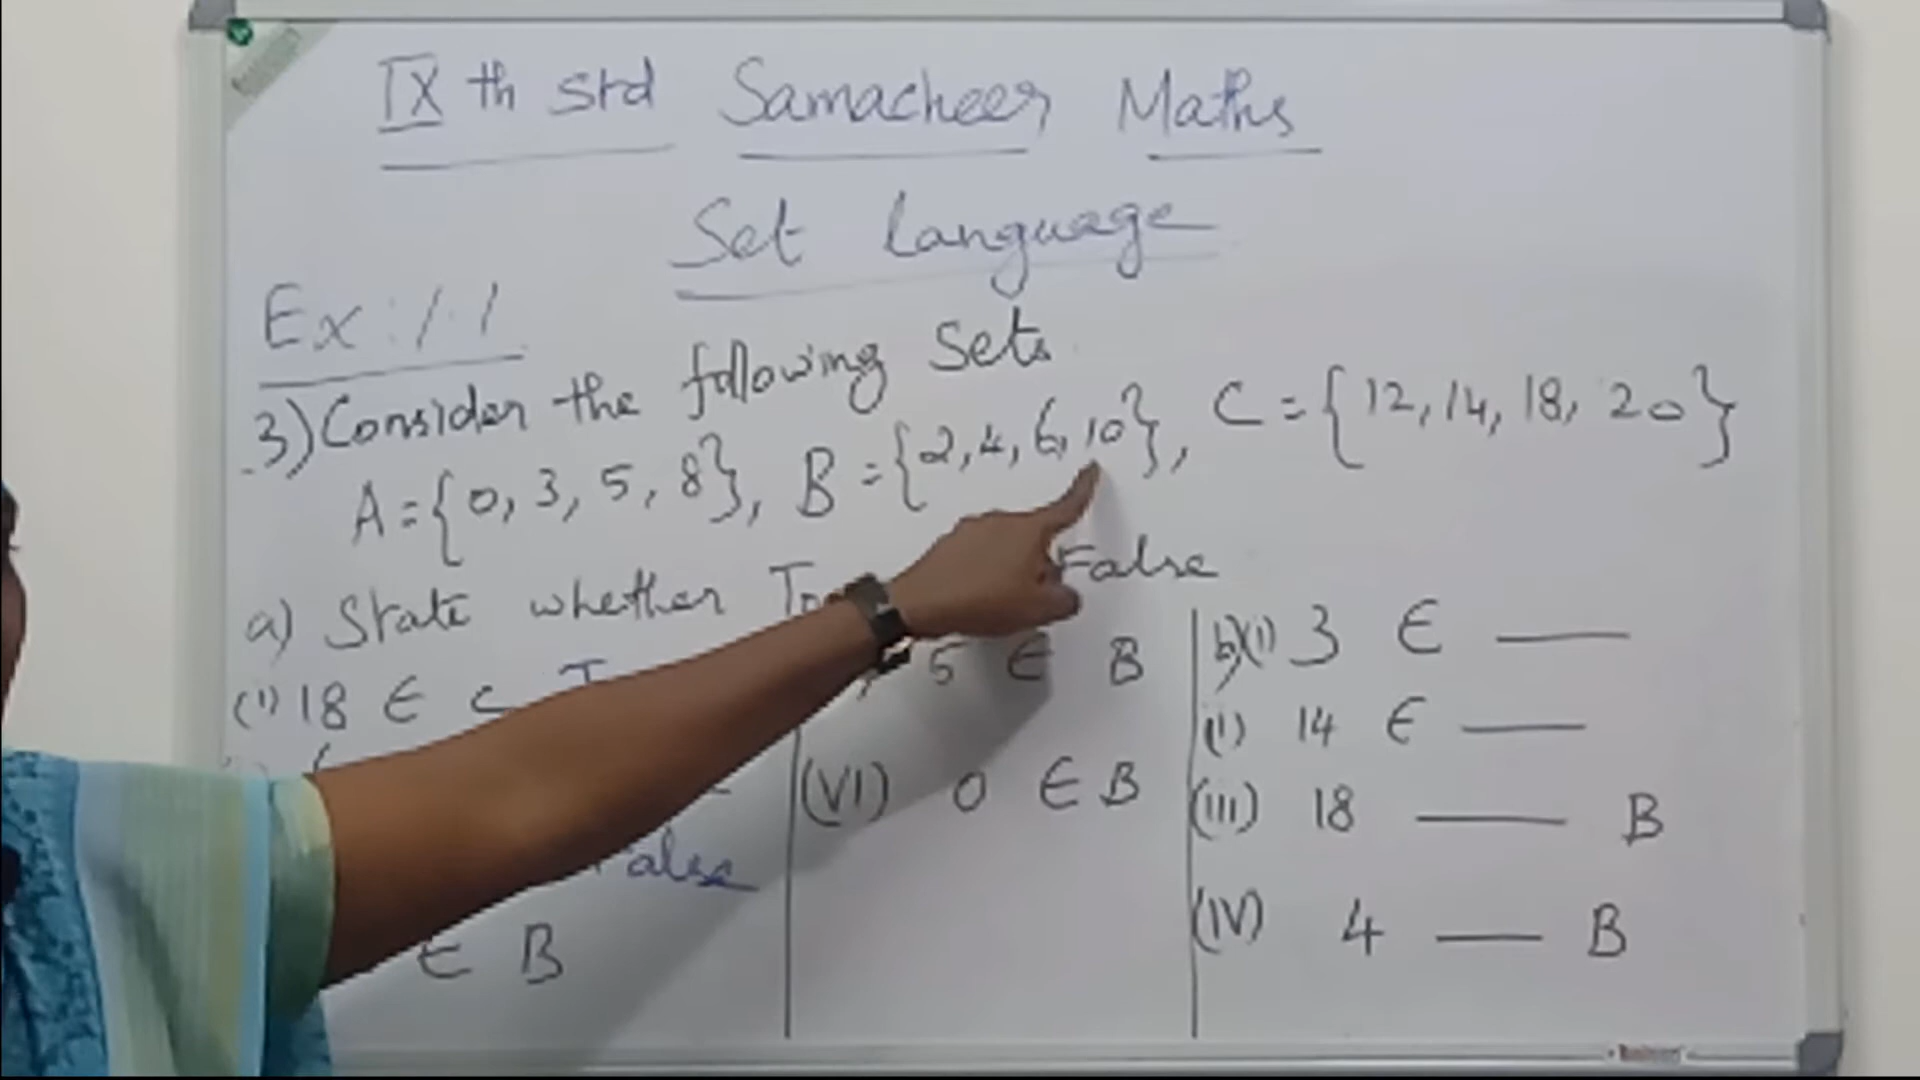 IX th std Samacheer Maths
Set Language
Ex: 1.1
3) Consider the following Sets
A = {0, 3, 5, 8}, B = {2, 4, 6, 10}, C = {12, 14, 18, 20}
a) State whether False
(i) 18 ∈ C
5 ∈ B
(VI) 0 ∈ B
False
∈ B
b) (i) 3 ∈ ___
(i) 14 ∈ ___
(iii) 18 ___ B
(IV) 4 ___ B